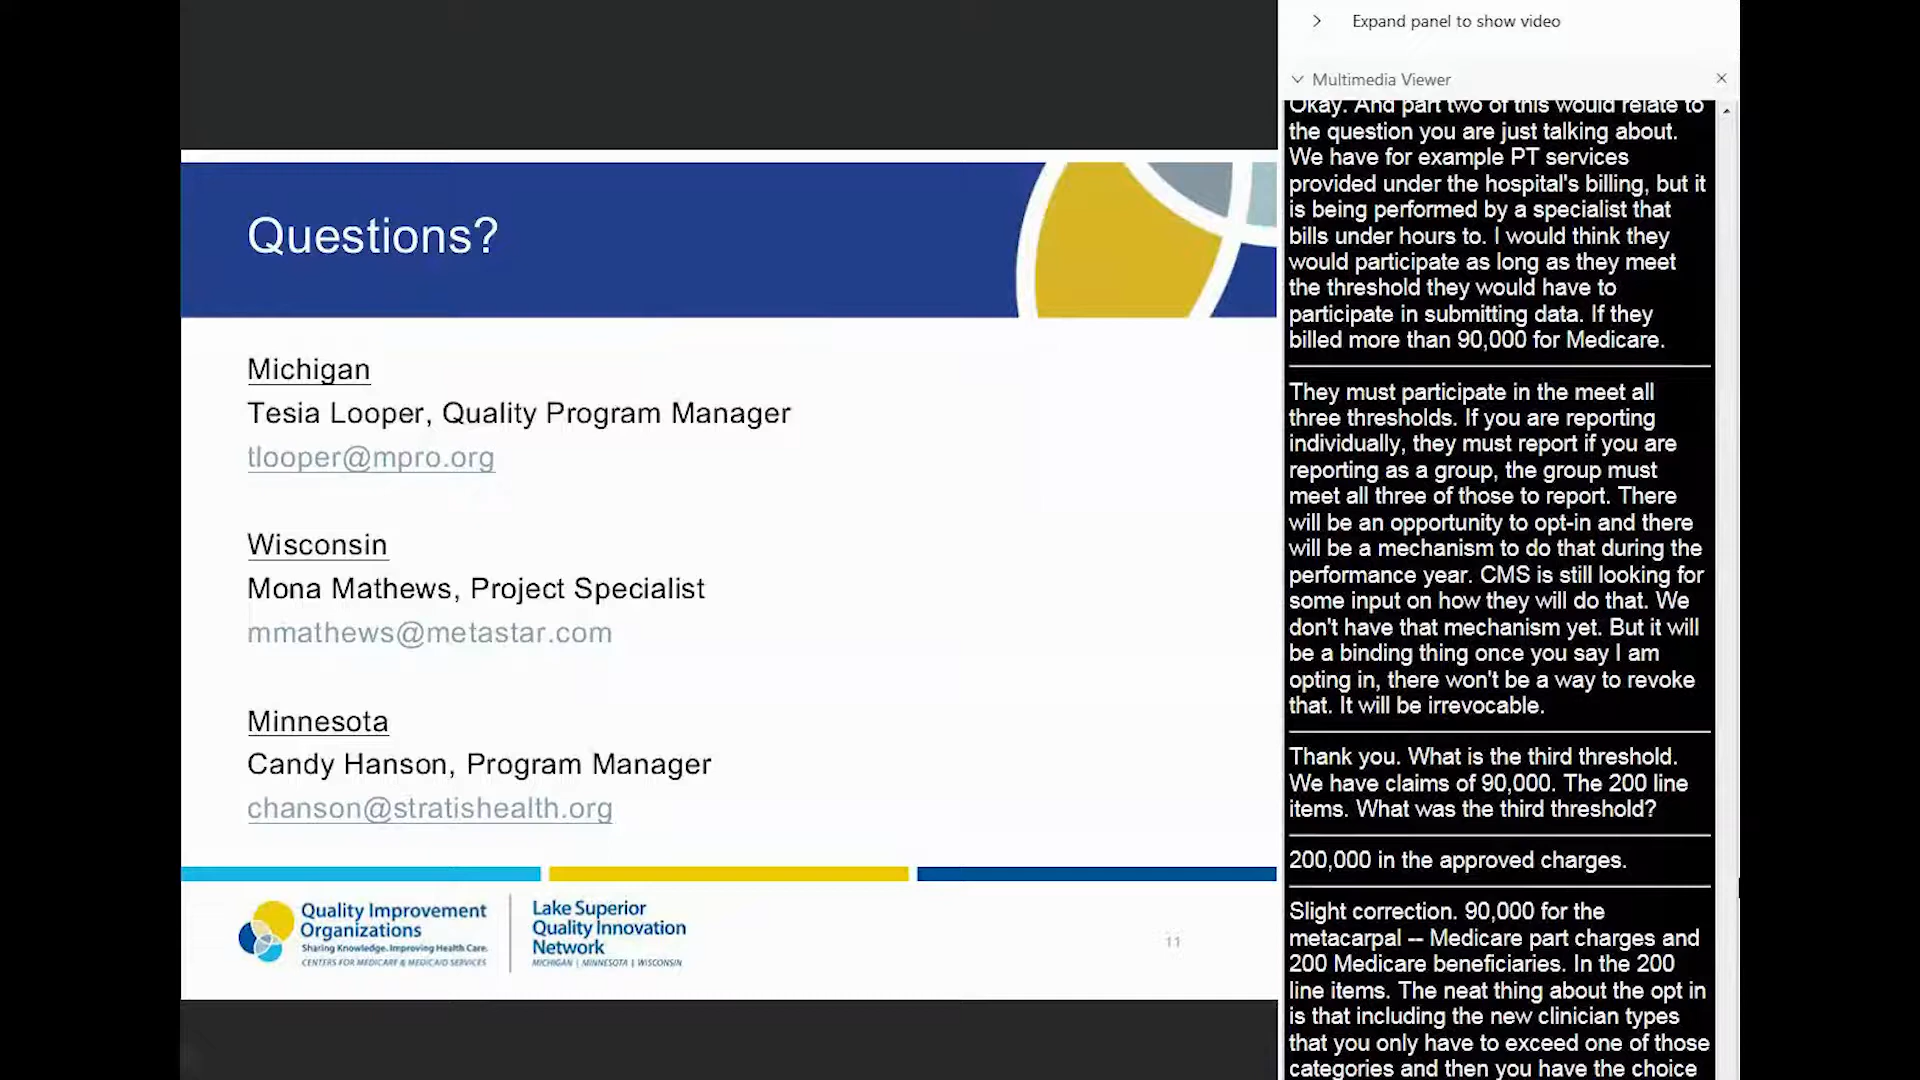 Questions?
Michigan
Tesia Looper, Quality Program Manager
tlooper@mpro.org
Wisconsin
Mona Mathews, Project Specialist
mmathews@metastar.com
Minnesota
Candy Hanson, Program Manager
chanson@stratishealth.org
Quality Improvement
Organizations
Sharing Knowledge. Improving Health Care.
CENTERS FOR MEDICARE & MEDICAID SERVICES
Lake Superior
Quality Innovation
Network
MICHIGAN | MINNESOTA | WISCONSIN
11
Expand panel to show video
Multimedia Viewer
Okay. And part two of this would relate to
the question you are just talking about.
We have for example PT services
provided under the hospital's billing, but it
is being performed by a specialist that
bills under hours to. I would think they
would participate as long as they meet
the threshold they would have to
participate in submitting data. If they
billed more than 90,000 for Medicare.
They must participate in the meet all
three thresholds. If you are reporting
individually, they must report if you are
reporting as a group, the group must
meet all three of those to report. There
will be an opportunity to opt-in and there
will be a mechanism to do that during the
performance year. CMS is still looking for
some input on how they will do that. We
don't have that mechanism yet. But it will
be a binding thing once you say I am
opting in, there won't be a way to revoke
that. It will be irrevocable.
Thank you. What is the third threshold.
We have claims of 90,000. The 200 line
items. What was the third threshold?
200,000 in the approved charges.
Slight correction. 90,000 for the
metacarpal -- Medicare part charges and
200 Medicare beneficiaries. In the 200
line items. The neat thing about the opt in
is that including the new clinician types
that you only have to exceed one of those
categories and then you have the choice